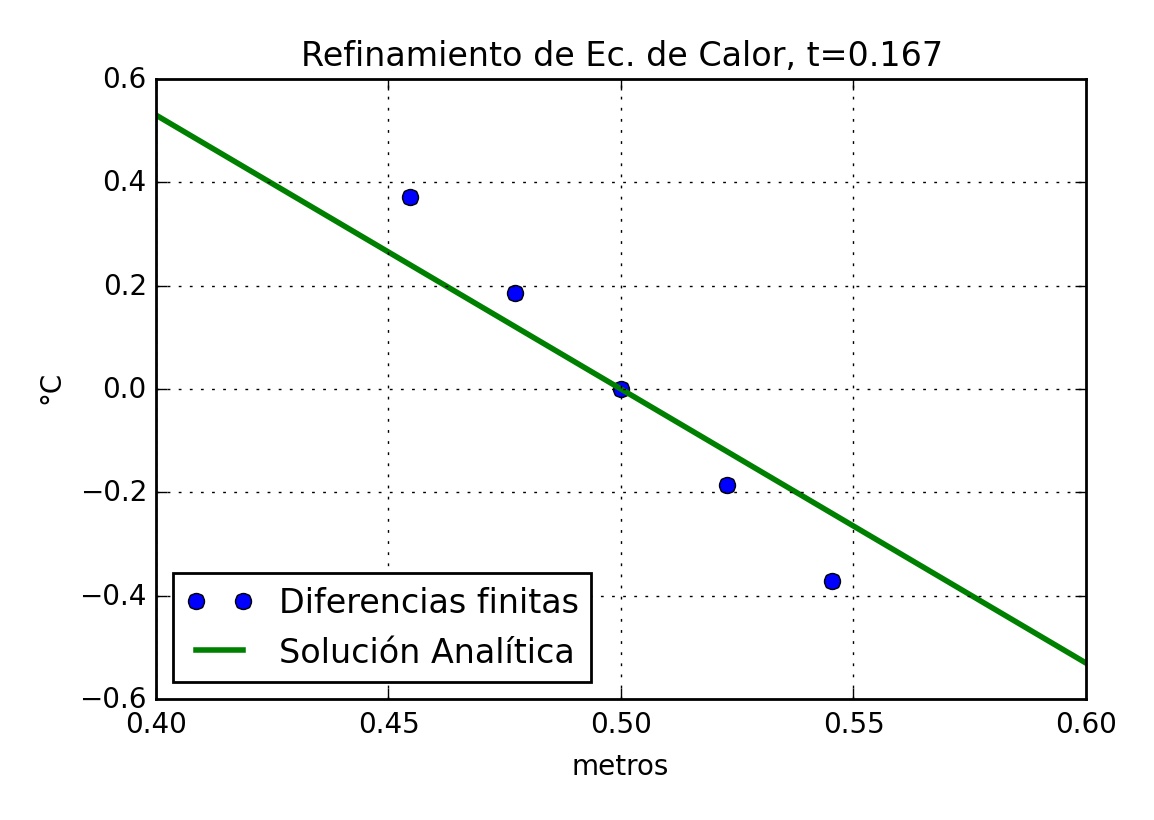 Refinamiento de Ec. de Calor, t=0.167
0.6
0.4
0.2
0.0
−0.2
−0.4
−0.6
°C
Diferencias finitas
Solución Analítica
0.40 0.45 0.50 0.55 0.60
metros